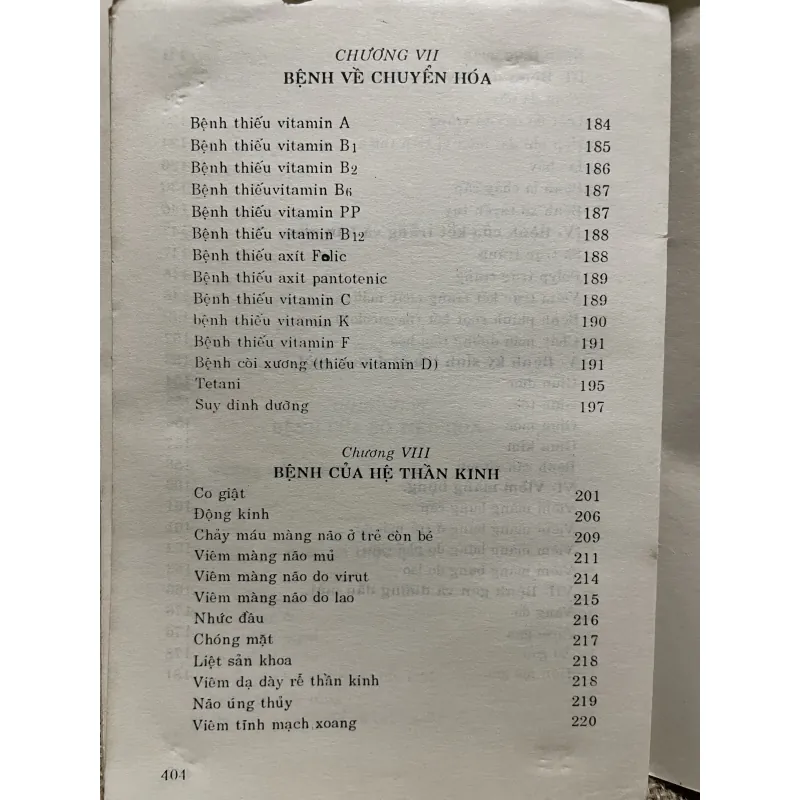 CHƯƠNG VII
BỆNH VỀ CHUYỂN HÓA
Bệnh thiếu vitamin A 184
Bệnh thiếu vitamin B1 185
Bệnh thiếu vitamin B2 186
Bệnh thiếuvitamin B6 187
Bệnh thiếu vitamin PP 187
Bệnh thiếu vitamin B12 188
Bệnh thiếu axít Folic 188
Bệnh thiếu axit pantotenic 189
Bệnh thiếu vitamin C 189
bệnh thiếu vitamin K 190
Bệnh thiếu vitamin F 191
Bệnh còi xương (thiếu vitamin D) 191
Tetani 195
Suy dinh dưỡng 197
Chương VIII
BỆNH CỦA HỆ THẦN KINH
Co giật 201
Động kinh 206
Chảy máu màng não ở trẻ còn bé 209
Viêm màng não mủ 211
Viêm màng não do virut 214
Viêm màng não do lao 215
Nhức đầu 216
Chóng mặt 217
Liệt sản khoa 218
Viêm dạ dày rễ thần kinh 218
Não úng thủy 219
Viêm tĩnh mạch xoang 220
404